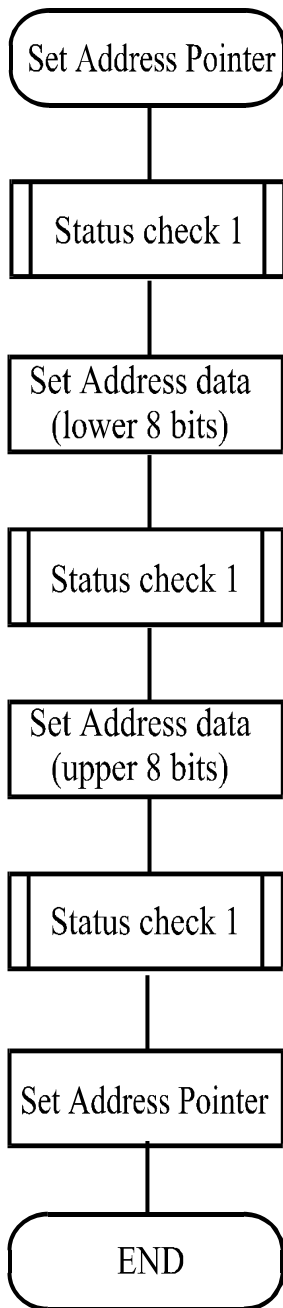 Set Address Pointer
Status check 1
Set Address data
(lower 8 bits)
Status check 1
Set Address data
(upper 8 bits)
Status check 1
Set Address Pointer
END